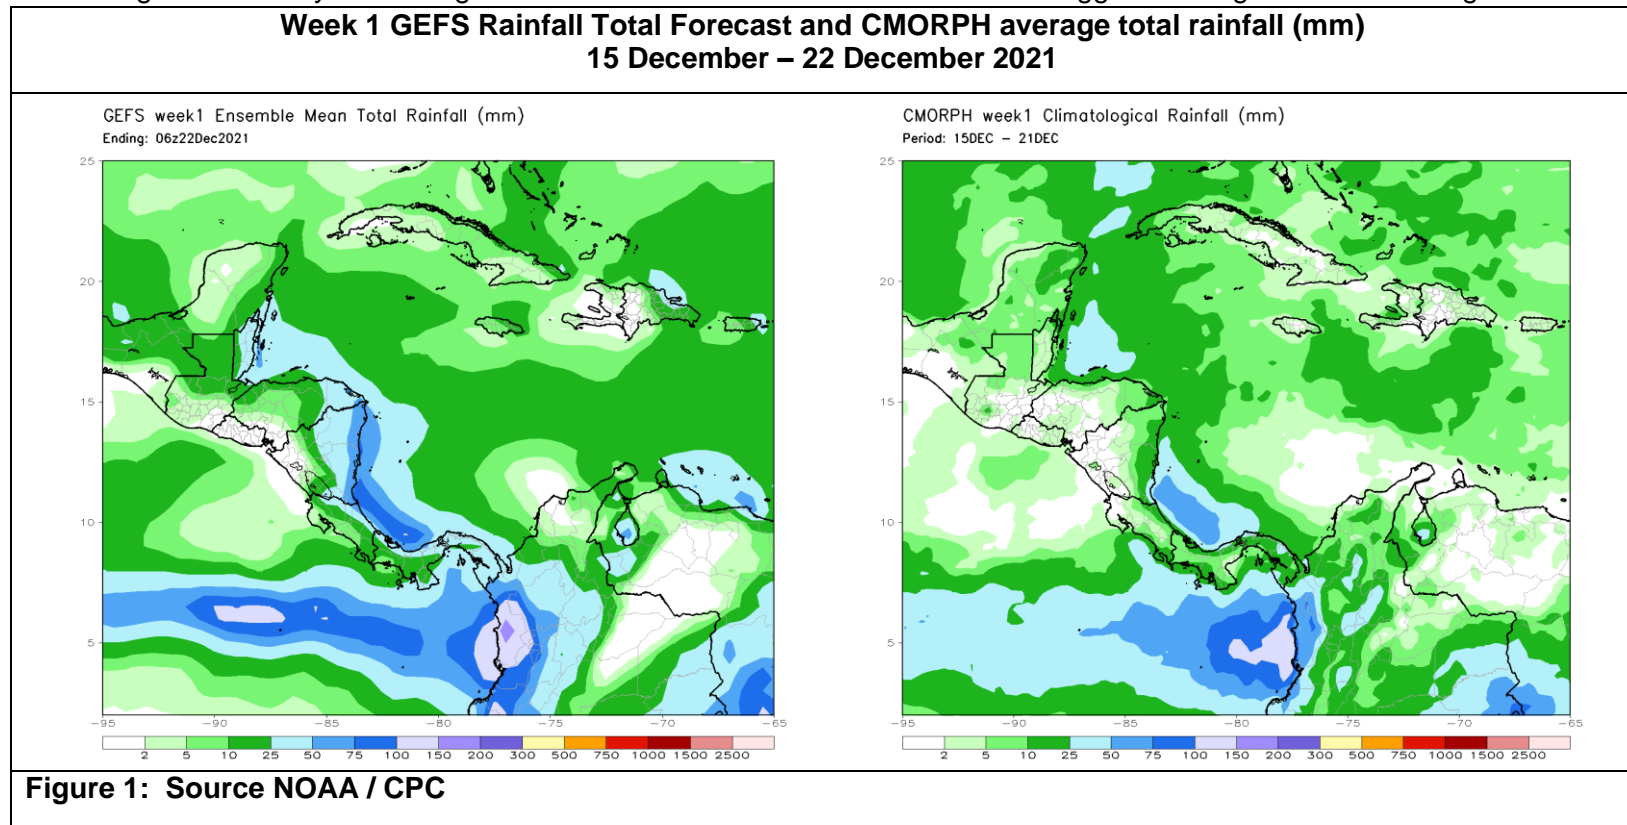 Week 1 GEFS Rainfall Total Forecast and CMORPH average total rainfall (mm)
15 December – 22 December 2021
GEFS week1 Ensemble Mean Total Rainfall (mm)
Ending: 06z22Dec2021
25
20
15
10
5
-95 -90 -85 -80 -75 -70 -65
2 5 10 25 50 75 100 150 200 300 500 750 1000 1500 2500
CMORPH week1 Climatological Rainfall (mm)
Period: 15DEC - 21DEC
25
20
15
10
5
-95 -90 -85 -80 -75 -70 -65
2 5 10 25 50 75 100 150 200 300 500 750 1000 1500 2500
Figure 1: Source NOAA / CPC